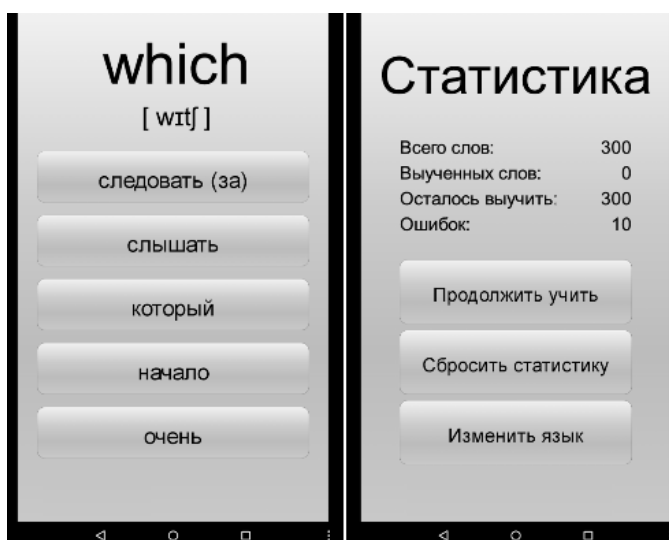 which
[ wɪtʃ ]
следовать (за)
слышать
который
начало
очень
Статистика
Всего слов: 300
Выученных слов: 0
Осталось выучить: 300
Ошибок: 10
Продолжить учить
Сбросить статистику
Изменить язык